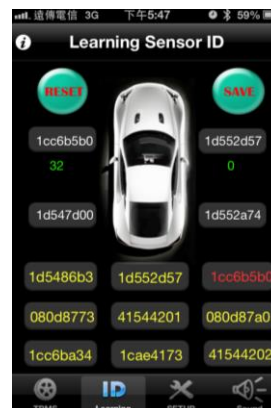 遠傳電信 3G 下午5:47 59%
Learning Sensor ID
RESET SAVE
1cc6b5b0 1d552d57
32 0
1d547d00 1d552a74
1d5486b3 1d552d57 1cc6b5b0
080d8773 41544201 080d87a0
1cc6ba34 1cae4173 41544202
ID